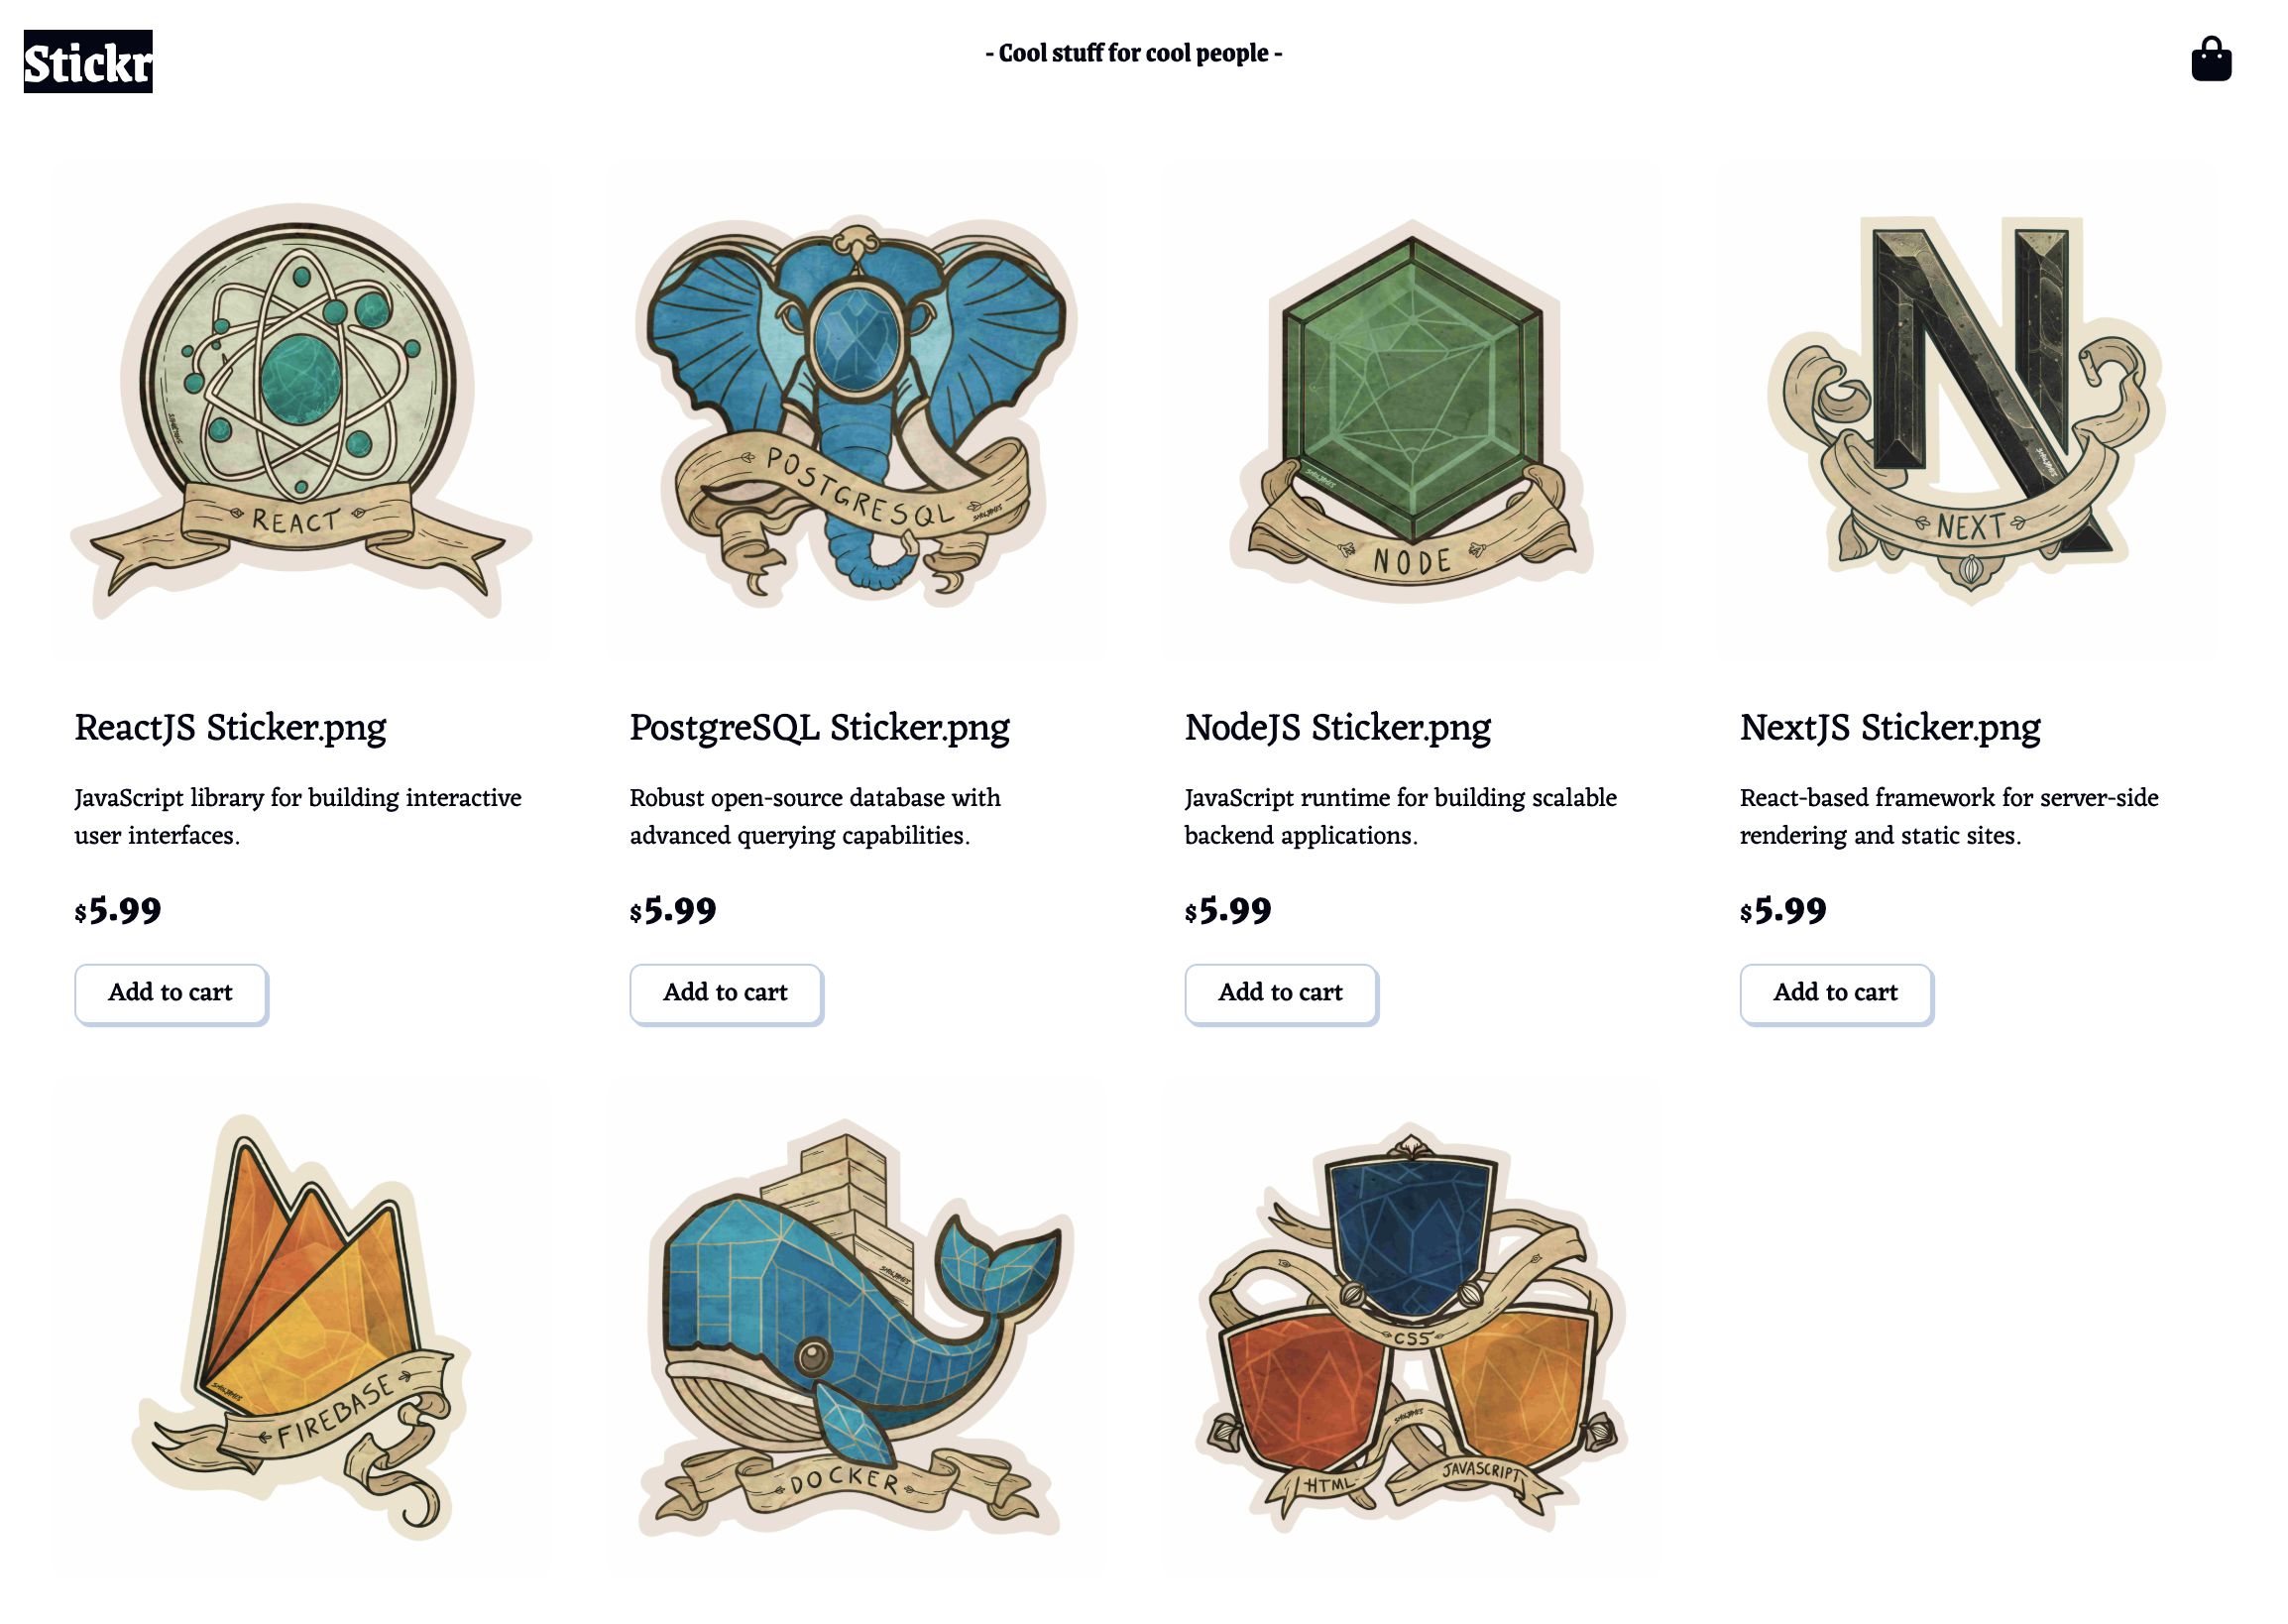 Stickr
- Cool stuff for cool people -
REACT
POSTGRESQL
NODE
NEXT
ReactJS Sticker.png
JavaScript library for building interactive
user interfaces.
$5.99
Add to cart
PostgreSQL Sticker.png
Robust open-source database with
advanced querying capabilities.
$5.99
Add to cart
NodeJS Sticker.png
JavaScript runtime for building scalable
backend applications.
$5.99
Add to cart
NextJS Sticker.png
React-based framework for server-side
rendering and static sites.
$5.99
Add to cart
FIREBASE
DOCKER
CSS
HTML
JAVASCRIPT